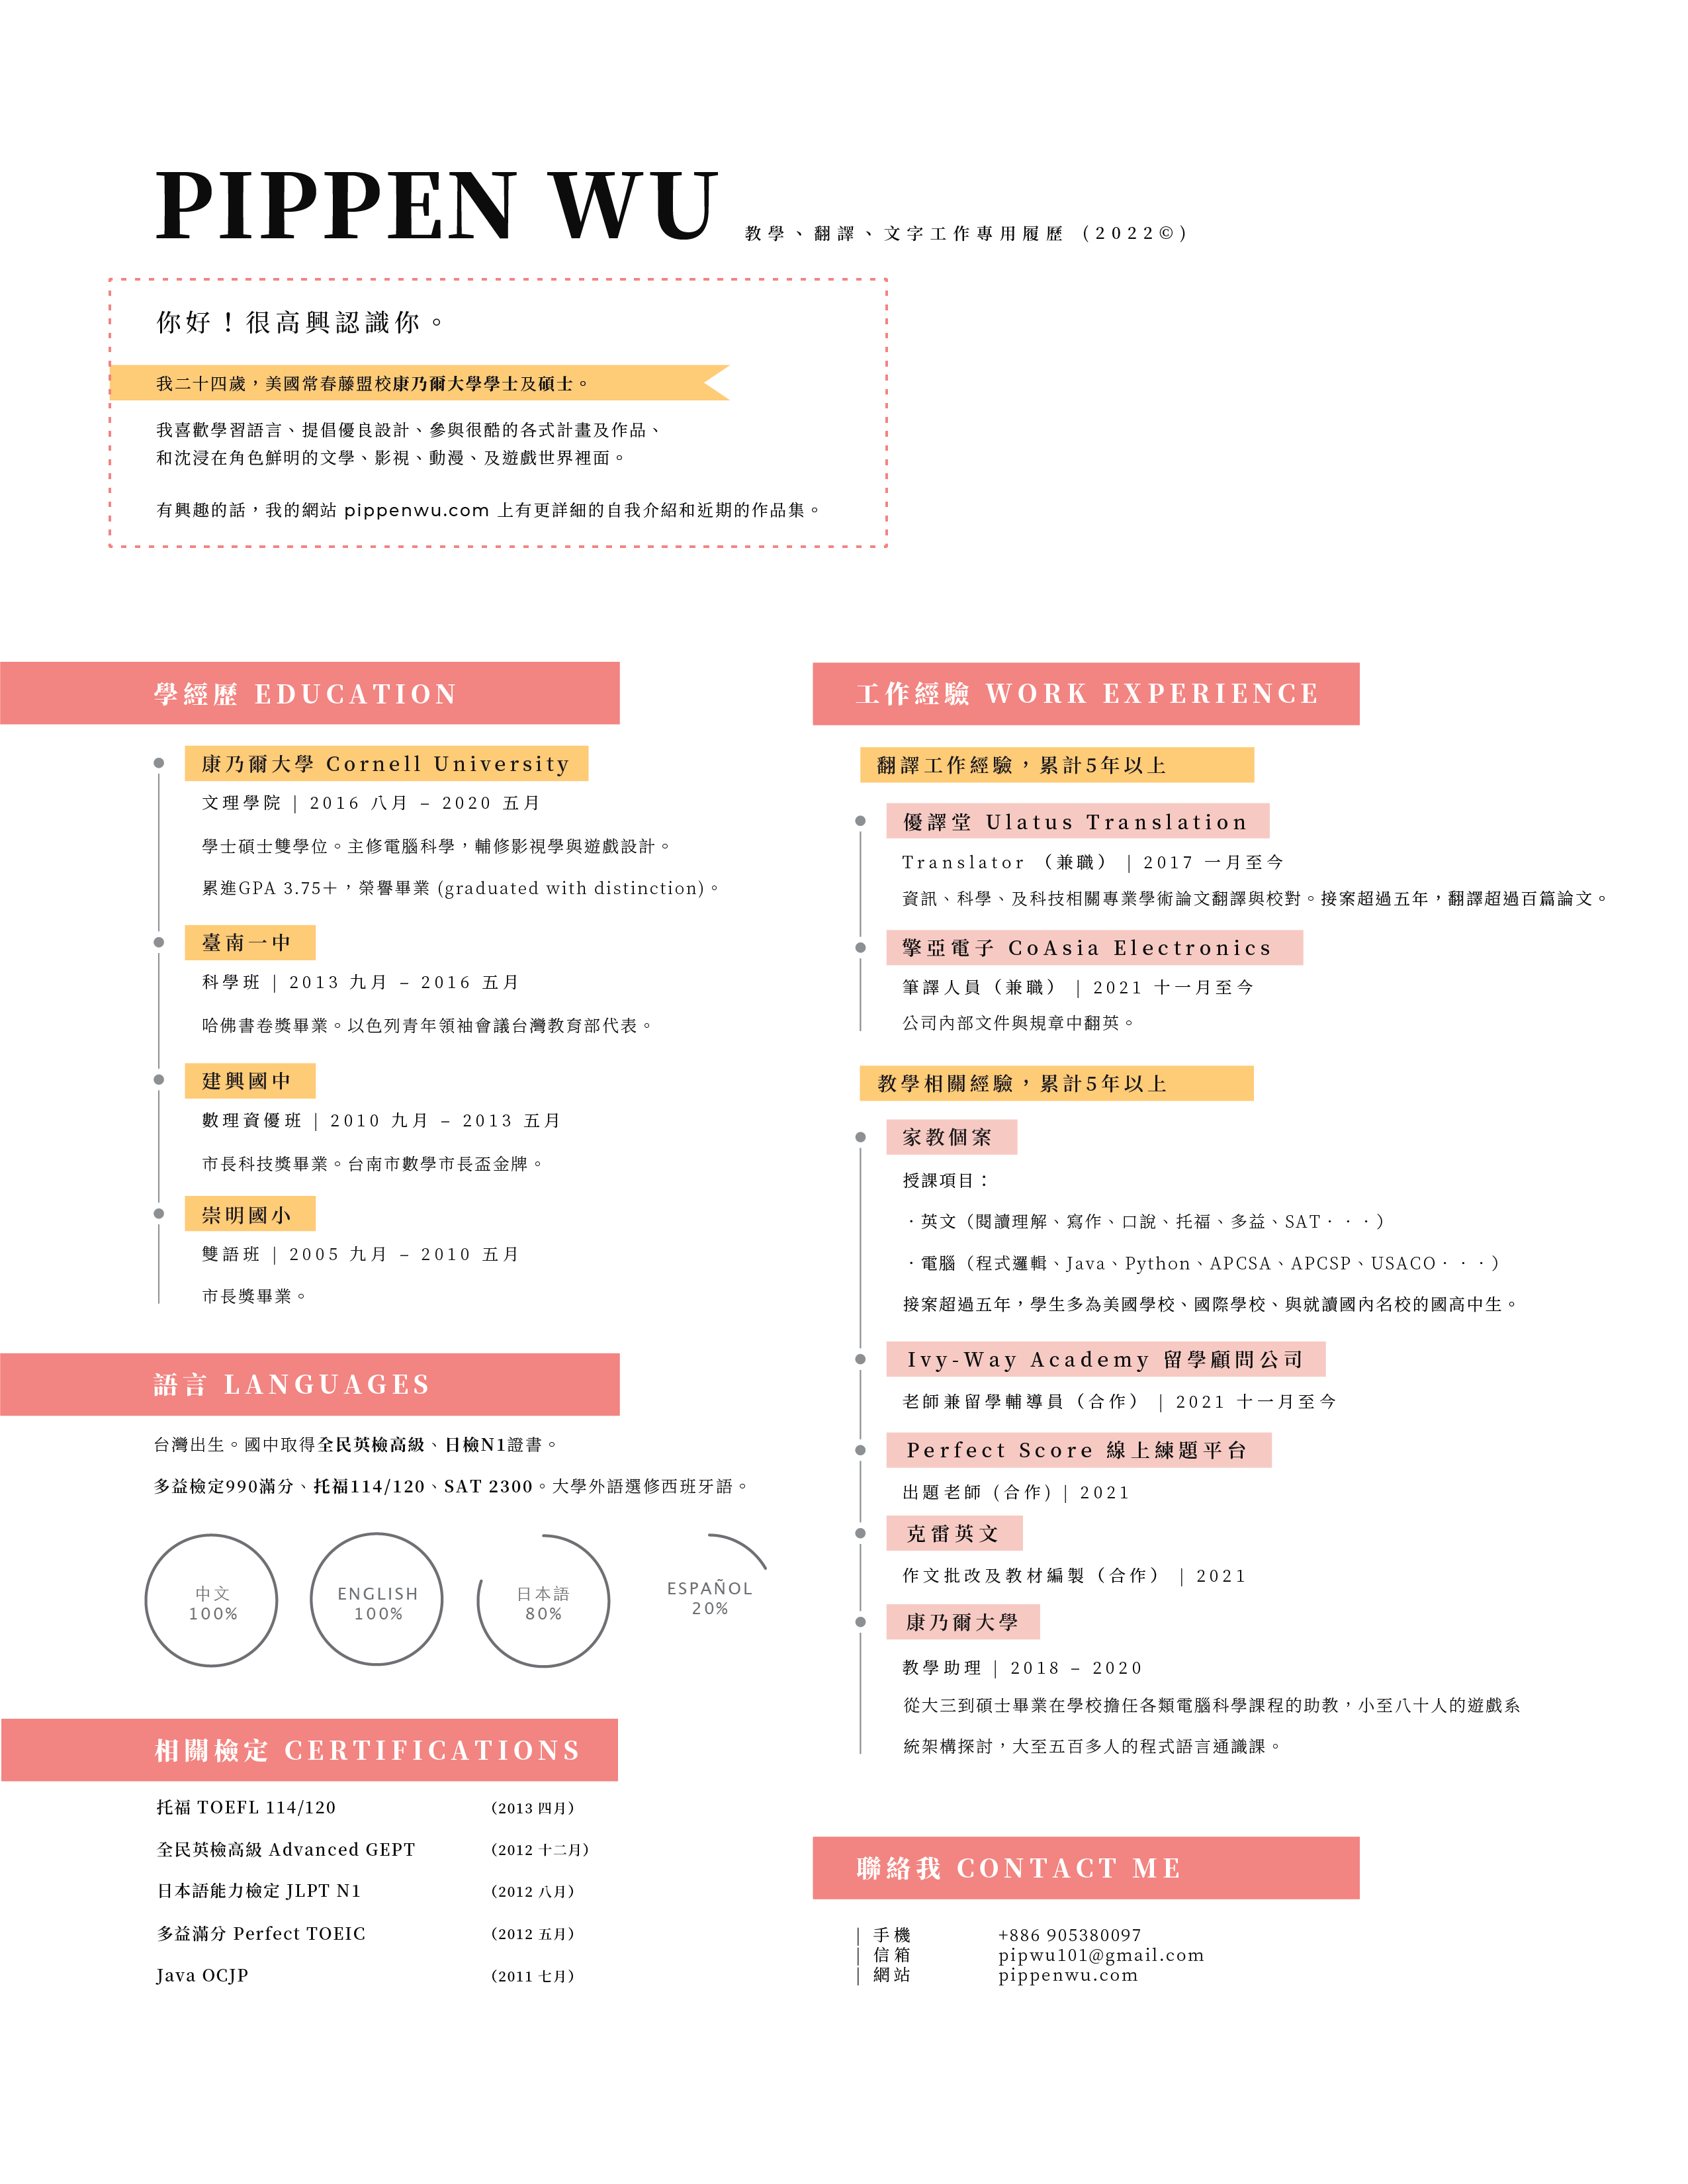 PIPPEN WU
教學、翻譯、文字工作專用履歷 (2022©)
你好！很高興認識你。
我二十四歲，美國常春藤盟校康乃爾大學學士及碩士。
我喜歡學習語言、提倡優良設計、參與很酷的各式計畫及作品、
和沈浸在角色鮮明的文學、影視、動漫、及遊戲世界裡面。
有興趣的話，我的網站 pippenwu.com 上有更詳細的自我介紹和近期的作品集。
學經歷 EDUCATION
康乃爾大學 Cornell University
文理學院 | 2016 八月 – 2020 五月
學士碩士雙學位。主修電腦科學，輔修影視學與遊戲設計。
累進GPA 3.75＋，榮譽畢業 (graduated with distinction)。
臺南一中
科學班 | 2013 九月 – 2016 五月
哈佛書卷獎畢業。以色列青年領袖會議台灣教育部代表。
建興國中
數理資優班 | 2010 九月 – 2013 五月
市長科技獎畢業。台南市數學市長盃金牌。
崇明國小
雙語班 | 2005 九月 – 2010 五月
市長獎畢業。
語言 LANGUAGES
台灣出生。國中取得全民英檢高級、日檢N1證書。
多益檢定990滿分、托福114/120、SAT 2300。大學外語選修西班牙語。
中文
100%
ENGLISH
100%
日本語
80%
ESPAÑOL
20%
相關檢定 CERTIFICATIONS
托福 TOEFL 114/120 （2013 四月）
全民英檢高級 Advanced GEPT （2012 十二月）
日本語能力檢定 JLPT N1 （2012 八月）
多益滿分 Perfect TOEIC （2012 五月）
Java OCJP （2011 七月）
工作經驗 WORK EXPERIENCE
翻譯工作經驗，累計5年以上
優譯堂 Ulatus Translation
Translator （兼職） | 2017 一月至今
資訊、科學、及科技相關專業學術論文翻譯與校對。接案超過五年，翻譯超過百篇論文。
擎亞電子 CoAsia Electronics
筆譯人員（兼職） | 2021 十一月至今
公司內部文件與規章中翻英。
教學相關經驗，累計5年以上
家教個案
授課項目：
·英文（閱讀理解、寫作、口說、托福、多益、SAT···）
·電腦（程式邏輯、Java、Python、APCSA、APCSP、USACO···）
接案超過五年，學生多為美國學校、國際學校、與就讀國內名校的國高中生。
Ivy-Way Academy 留學顧問公司
老師兼留學輔導員（合作） | 2021 十一月至今
Perfect Score 線上練題平台
出題老師 (合作) | 2021
克雷英文
作文批改及教材編製（合作） | 2021
康乃爾大學
教學助理 | 2018 – 2020
從大三到碩士畢業在學校擔任各類電腦科學課程的助教，小至八十人的遊戲系
統架構探討，大至五百多人的程式語言通識課。
聯絡我 CONTACT ME
| 手機 +886 905380097
| 信箱 pipwu101@gmail.com
| 網站 pippenwu.com